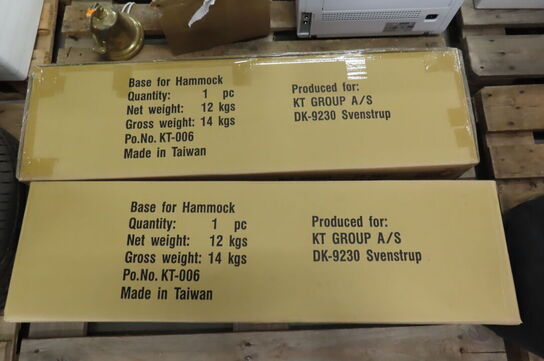 Base for Hammock
Quantity: 1 pc
Net weight: 12 kgs
Gross weight: 14 kgs
Po.No. KT-006
Made in Taiwan
Produced for:
KT GROUP A/S
DK-9230 Svenstrup
Base for Hammock
Quantity: 1 pc
Net weight: 12 kgs
Gross weight: 14 kgs
Po.No. KT-006
Made in Taiwan
Produced for:
KT GROUP A/S
DK-9230 Svenstrup